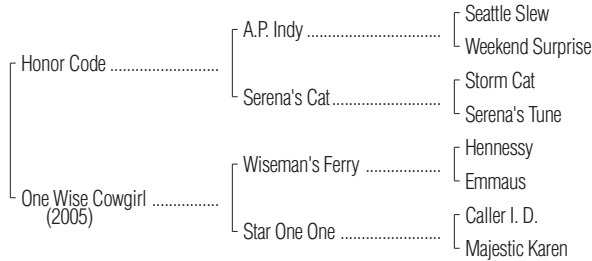 Seattle Slew
A.P. Indy ..............................
Weekend Surprise
Honor Code ........................
Storm Cat
Serena's Cat........................
Serena's Tune
Hennessy
Wiseman's Ferry .................
Emmaus
One Wise Cowgirl ................
(2005)
Caller I. D.
Star One One ......................
Majestic Karen